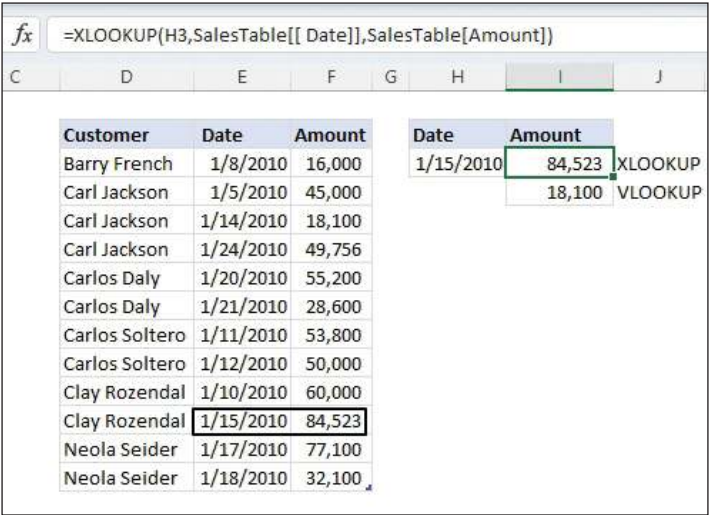 fx =XLOOKUP(H3,SalesTable[[ Date]],SalesTable[Amount])
C D E F G H I J
Customer Date Amount Date Amount
Barry French 1/8/2010 16,000 1/15/2010 84,523 XLOOKUP
Carl Jackson 1/5/2010 45,000 18,100 VLOOKUP
Carl Jackson 1/14/2010 18,100
Carl Jackson 1/24/2010 49,756
Carlos Daly 1/20/2010 55,200
Carlos Daly 1/21/2010 28,600
Carlos Soltero 1/11/2010 53,800
Carlos Soltero 1/12/2010 50,000
Clay Rozendal 1/10/2010 60,000
Clay Rozendal 1/15/2010 84,523
Neola Seider 1/17/2010 77,100
Neola Seider 1/18/2010 32,100